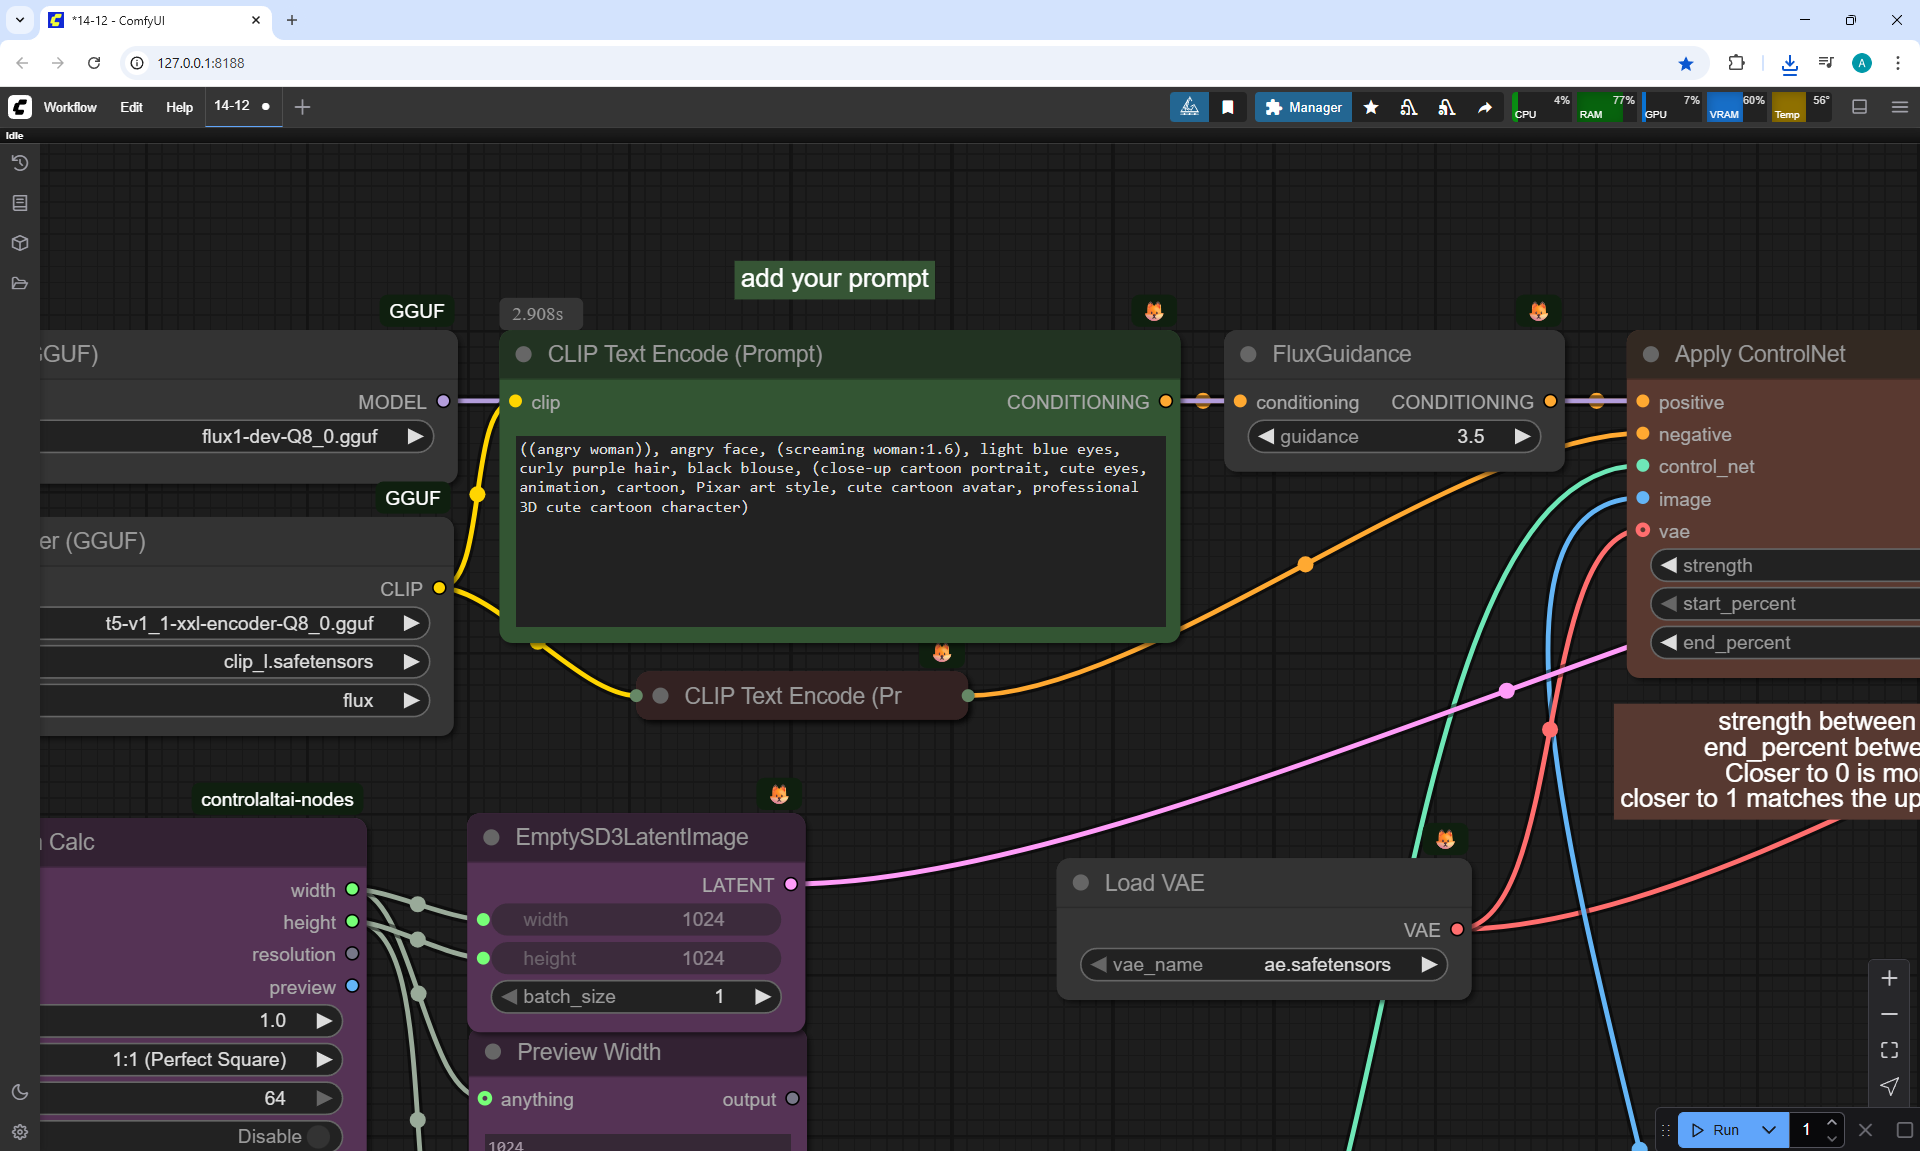 *14-12 - ComfyUI
127.0.0.1:8188
A
Workflow Edit Help 14-12
Manager
CPU 4% RAM 77% GPU 7% VRAM 60% Temp 56°
Idle
add your prompt
GGUF
2.908s
GGUF)
CLIP Text Encode (Prompt)
FluxGuidance
Apply ControlNet
MODEL
clip
CONDITIONING
conditioning
CONDITIONING
positive
flux1-dev-Q8_0.gguf
guidance 3.5
negative
((angry woman)), angry face, (screaming woman:1.6), light blue eyes,
curly purple hair, black blouse, (close-up cartoon portrait, cute eyes,
animation, cartoon, Pixar art style, cute cartoon avatar, professional
3D cute cartoon character)
control_net
image
vae
strength
start_percent
end_percent
GGUF
er (GGUF)
CLIP
t5-v1_1-xxl-encoder-Q8_0.gguf
clip_l.safetensors
flux
CLIP Text Encode (Pr
strength between
end_percent betwe
Closer to 0 is mo
closer to 1 matches the up
controlaltai-nodes
Calc
width
height
resolution
preview
1.0
1:1 (Perfect Square)
64
Disable
EmptySD3LatentImage
LATENT
width 1024
height 1024
batch_size 1
Preview Width
anything
output
1024
Load VAE
VAE
vae_name ae.safetensors
Run 1